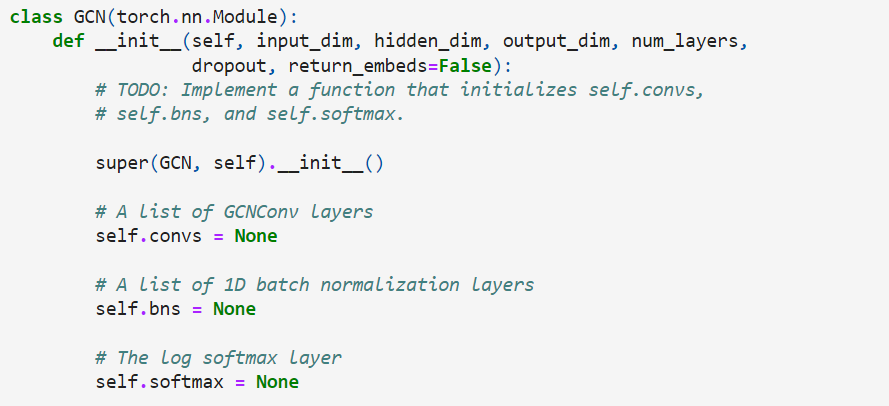 class GCN(torch.nn.Module):
    def __init__(self, input_dim, hidden_dim, output_dim, num_layers,
                 dropout, return_embeds=False):
        # TODO: Implement a function that initializes self.convs,
        # self.bns, and self.softmax.

        super(GCN, self).__init__()

        # A list of GCNConv layers
        self.convs = None

        # A list of 1D batch normalization layers
        self.bns = None

        # The log softmax layer
        self.softmax = None